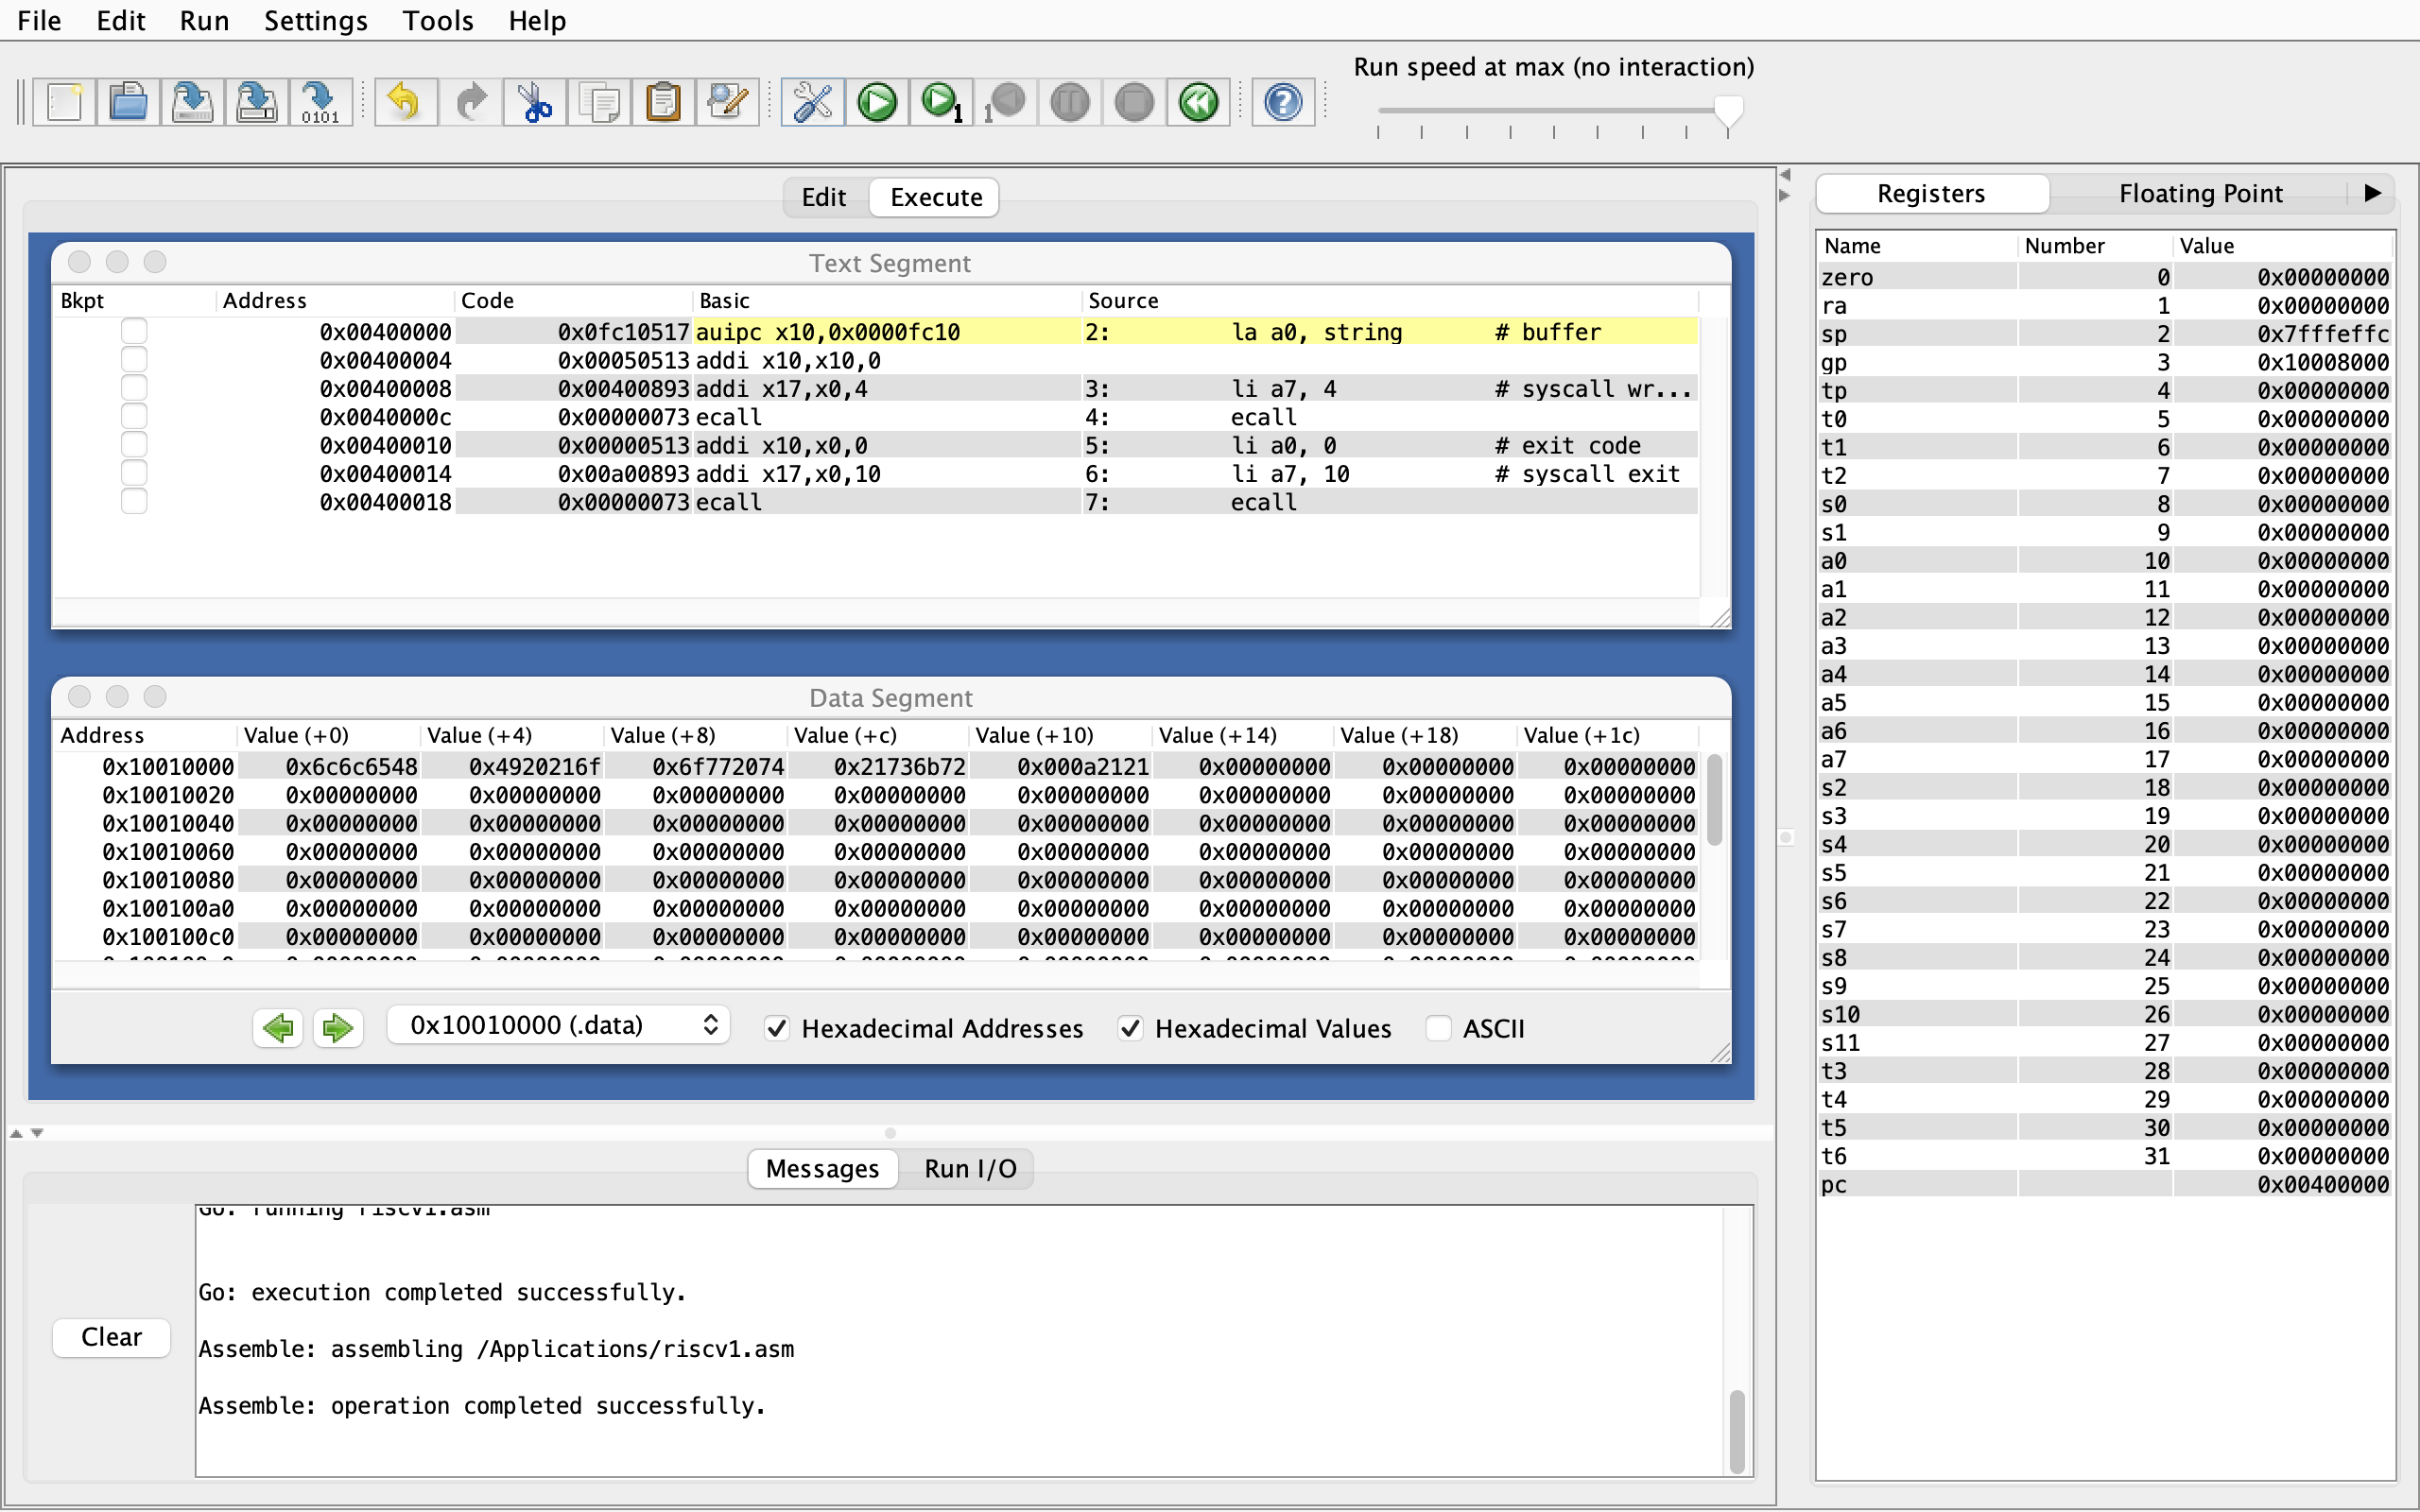 File Edit Run Settings Tools Help
Run speed at max (no interaction)
0101
1
1
Edit Execute
Text Segment
Bkpt Address Code Basic Source
0x00400000 0x0fc10517 auipc x10,0x0000fc10 2: la a0, string # buffer
0x00400004 0x00050513 addi x10,x10,0
0x00400008 0x00400893 addi x17,x0,4 3: li a7, 4 # syscall wr...
0x0040000c 0x00000073 ecall 4: ecall
0x00400010 0x00000513 addi x10,x0,0 5: li a0, 0 # exit code
0x00400014 0x00a00893 addi x17,x0,10 6: li a7, 10 # syscall exit
0x00400018 0x00000073 ecall 7: ecall
Data Segment
Address Value (+0) Value (+4) Value (+8) Value (+c) Value (+10) Value (+14) Value (+18) Value (+1c)
0x10010000 0x6c6c6548 0x4920216f 0x6f772074 0x21736b72 0x000a2121 0x00000000 0x00000000 0x00000000
0x10010020 0x00000000 0x00000000 0x00000000 0x00000000 0x00000000 0x00000000 0x00000000 0x00000000
0x10010040 0x00000000 0x00000000 0x00000000 0x00000000 0x00000000 0x00000000 0x00000000 0x00000000
0x10010060 0x00000000 0x00000000 0x00000000 0x00000000 0x00000000 0x00000000 0x00000000 0x00000000
0x10010080 0x00000000 0x00000000 0x00000000 0x00000000 0x00000000 0x00000000 0x00000000 0x00000000
0x100100a0 0x00000000 0x00000000 0x00000000 0x00000000 0x00000000 0x00000000 0x00000000 0x00000000
0x100100c0 0x00000000 0x00000000 0x00000000 0x00000000 0x00000000 0x00000000 0x00000000 0x00000000
0x10010000 (.data) Hexadecimal Addresses Hexadecimal Values ASCII
Messages Run I/O
Go: running riscv1.asm
Go: execution completed successfully.
Assemble: assembling /Applications/riscv1.asm
Assemble: operation completed successfully.
Clear
Registers Floating Point
Name Number Value
zero 0 0x00000000
ra 1 0x00000000
sp 2 0x7fffeffc
gp 3 0x10008000
tp 4 0x00000000
t0 5 0x00000000
t1 6 0x00000000
t2 7 0x00000000
s0 8 0x00000000
s1 9 0x00000000
a0 10 0x00000000
a1 11 0x00000000
a2 12 0x00000000
a3 13 0x00000000
a4 14 0x00000000
a5 15 0x00000000
a6 16 0x00000000
a7 17 0x00000000
s2 18 0x00000000
s3 19 0x00000000
s4 20 0x00000000
s5 21 0x00000000
s6 22 0x00000000
s7 23 0x00000000
s8 24 0x00000000
s9 25 0x00000000
s10 26 0x00000000
s11 27 0x00000000
t3 28 0x00000000
t4 29 0x00000000
t5 30 0x00000000
t6 31 0x00000000
pc 0x00400000